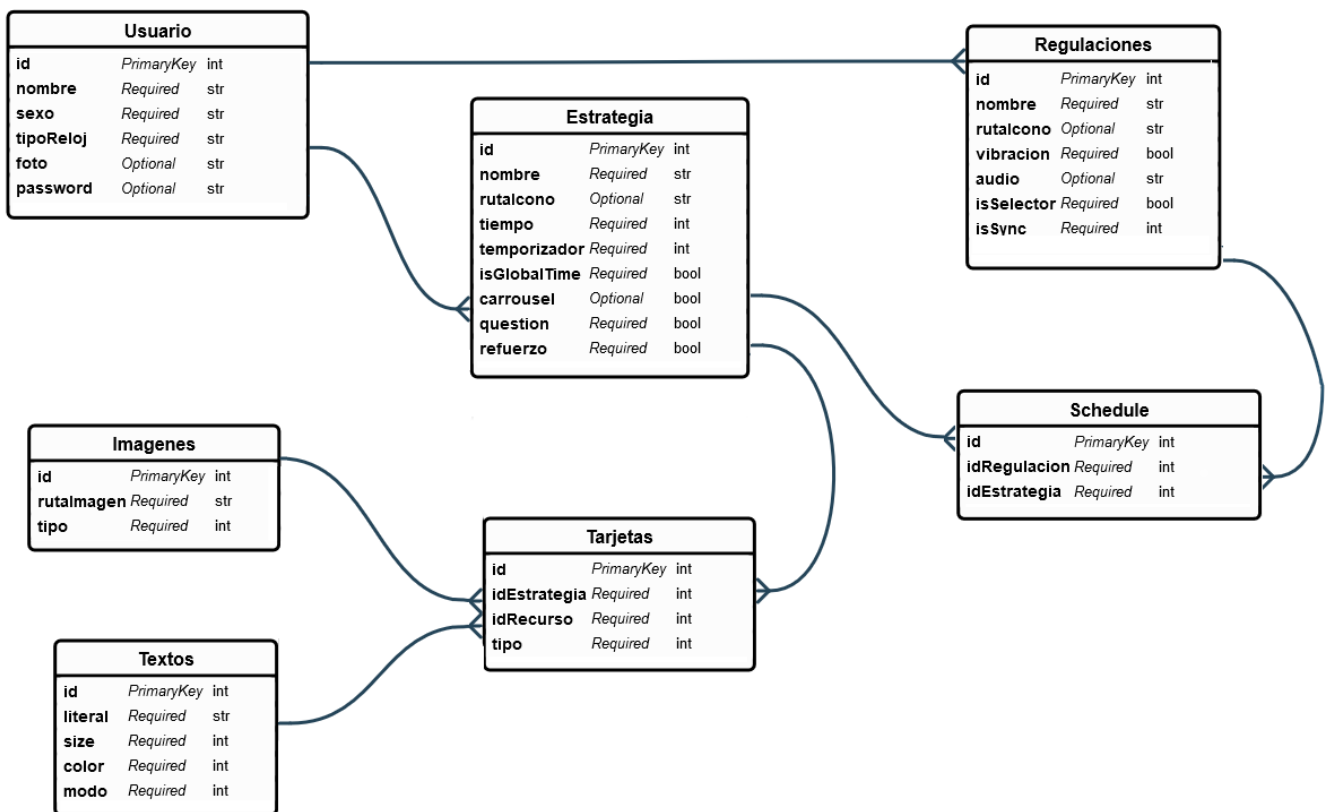 Usuario
id PrimaryKey int
nombre Required str
sexo Required str
tipoReloj Required str
foto Optional str
password Optional str
Regulaciones
id PrimaryKey int
nombre Required str
rutaIcono Optional str
vibracion Required bool
audio Optional str
isSelector Required bool
isSync Required int
Estrategia
id PrimaryKey int
nombre Required str
rutaIcono Optional str
tiempo Required int
temporizador Required int
isGlobalTime Required bool
carrousel Optional bool
question Required bool
refuerzo Required bool
Schedule
id PrimaryKey int
idRegulacion Required int
idEstrategia Required int
Imagenes
id PrimaryKey int
rutaImagen Required str
tipo Required int
Tarjetas
id PrimaryKey int
idEstrategia Required int
idRecurso Required int
tipo Required int
Textos
id PrimaryKey int
literal Required str
size Required int
color Required int
modo Required int